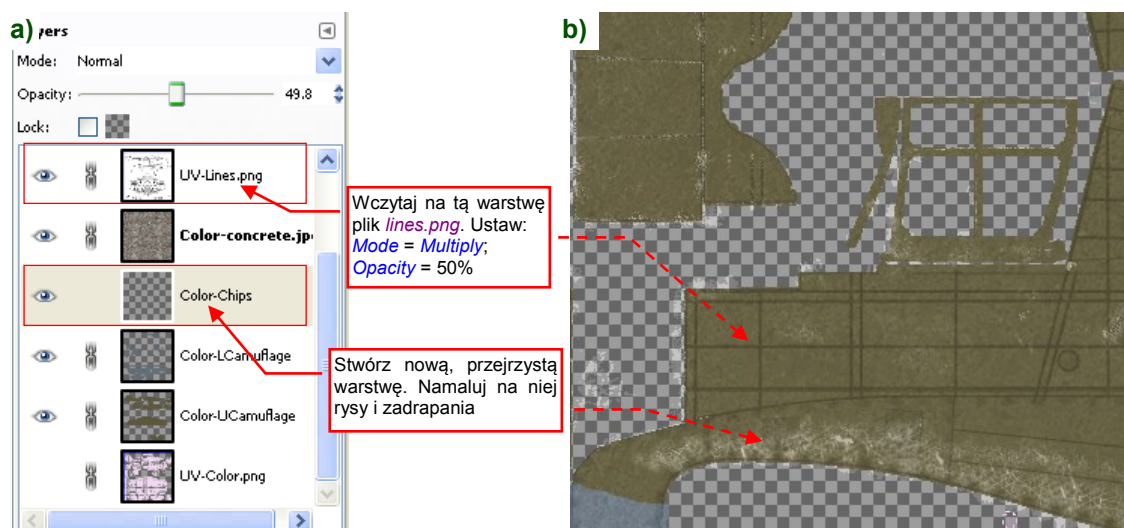 a)
yers
Mode: Normal
Opacity: 49.8
Lock:
UV-Lines.png
Color-concrete.jp
Color-Chips
Color-LCamuflage
Color-UCamuflage
UV-Color.png
Wczytaj na tą warstwę
plik lines.png. Ustaw:
Mode = Multiply;
Opacity = 50%
Stwórz nową, przejrzystą
warstwę. Namaluj na niej
rysy i zadrapania
b)